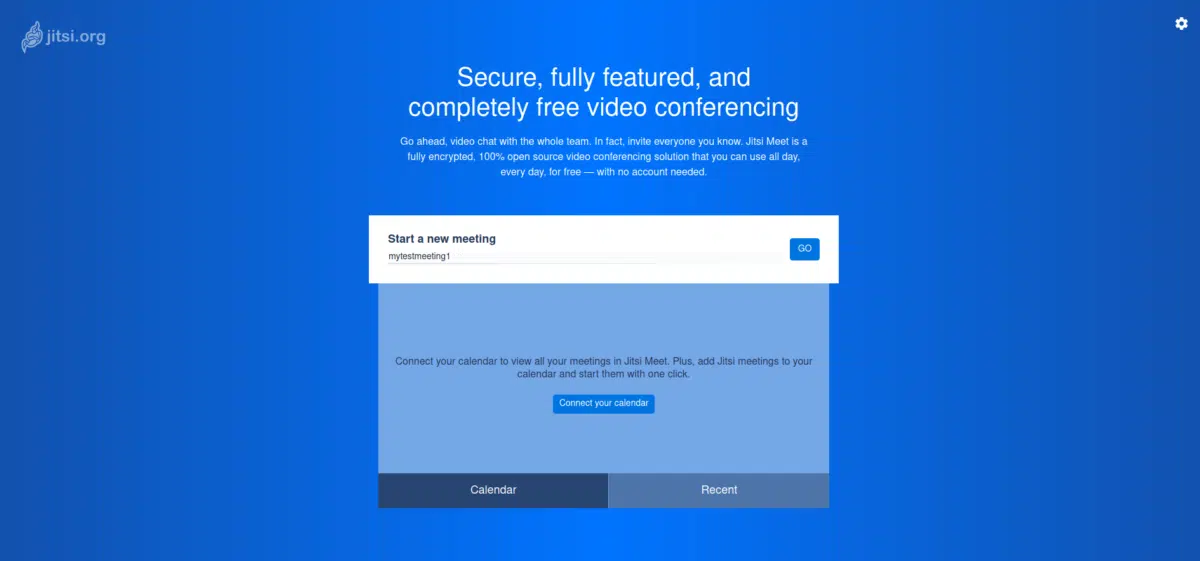 jitsi.org
Secure, fully featured, and
completely free video conferencing
Go ahead, video chat with the whole team. In fact, invite everyone you know. Jitsi Meet is a
fully encrypted, 100% open source video conferencing solution that you can use all day,
every day, for free — with no account needed.
Start a new meeting
mytestmeeting1
GO
Connect your calendar to view all your meetings in Jitsi Meet. Plus, add Jitsi meetings to your
calendar and start them with one click.
Connect your calendar
Calendar
Recent